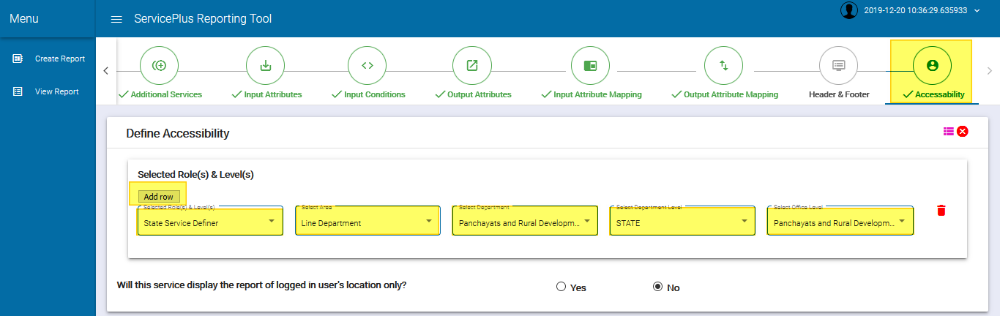 Menu
ServicePlus Reporting Tool
2019-12-20 10:36:29.635933
Create Report
View Report
Additional Services
Input Attributes
Input Conditions
Output Attributes
Input Attribute Mapping
Output Attribute Mapping
Header & Footer
Accessability
Define Accessibility
Selected Role(s) & Level(s)
Add row
Selected Role(s) & Level(s)
State Service Definer
Select Area
Line Department
Select Department
Panchayats and Rural Developm...
Select Department Level
STATE
Select Office Level
Panchayats and Rural Developm...
Will this service display the report of logged in user's location only?
Yes
No